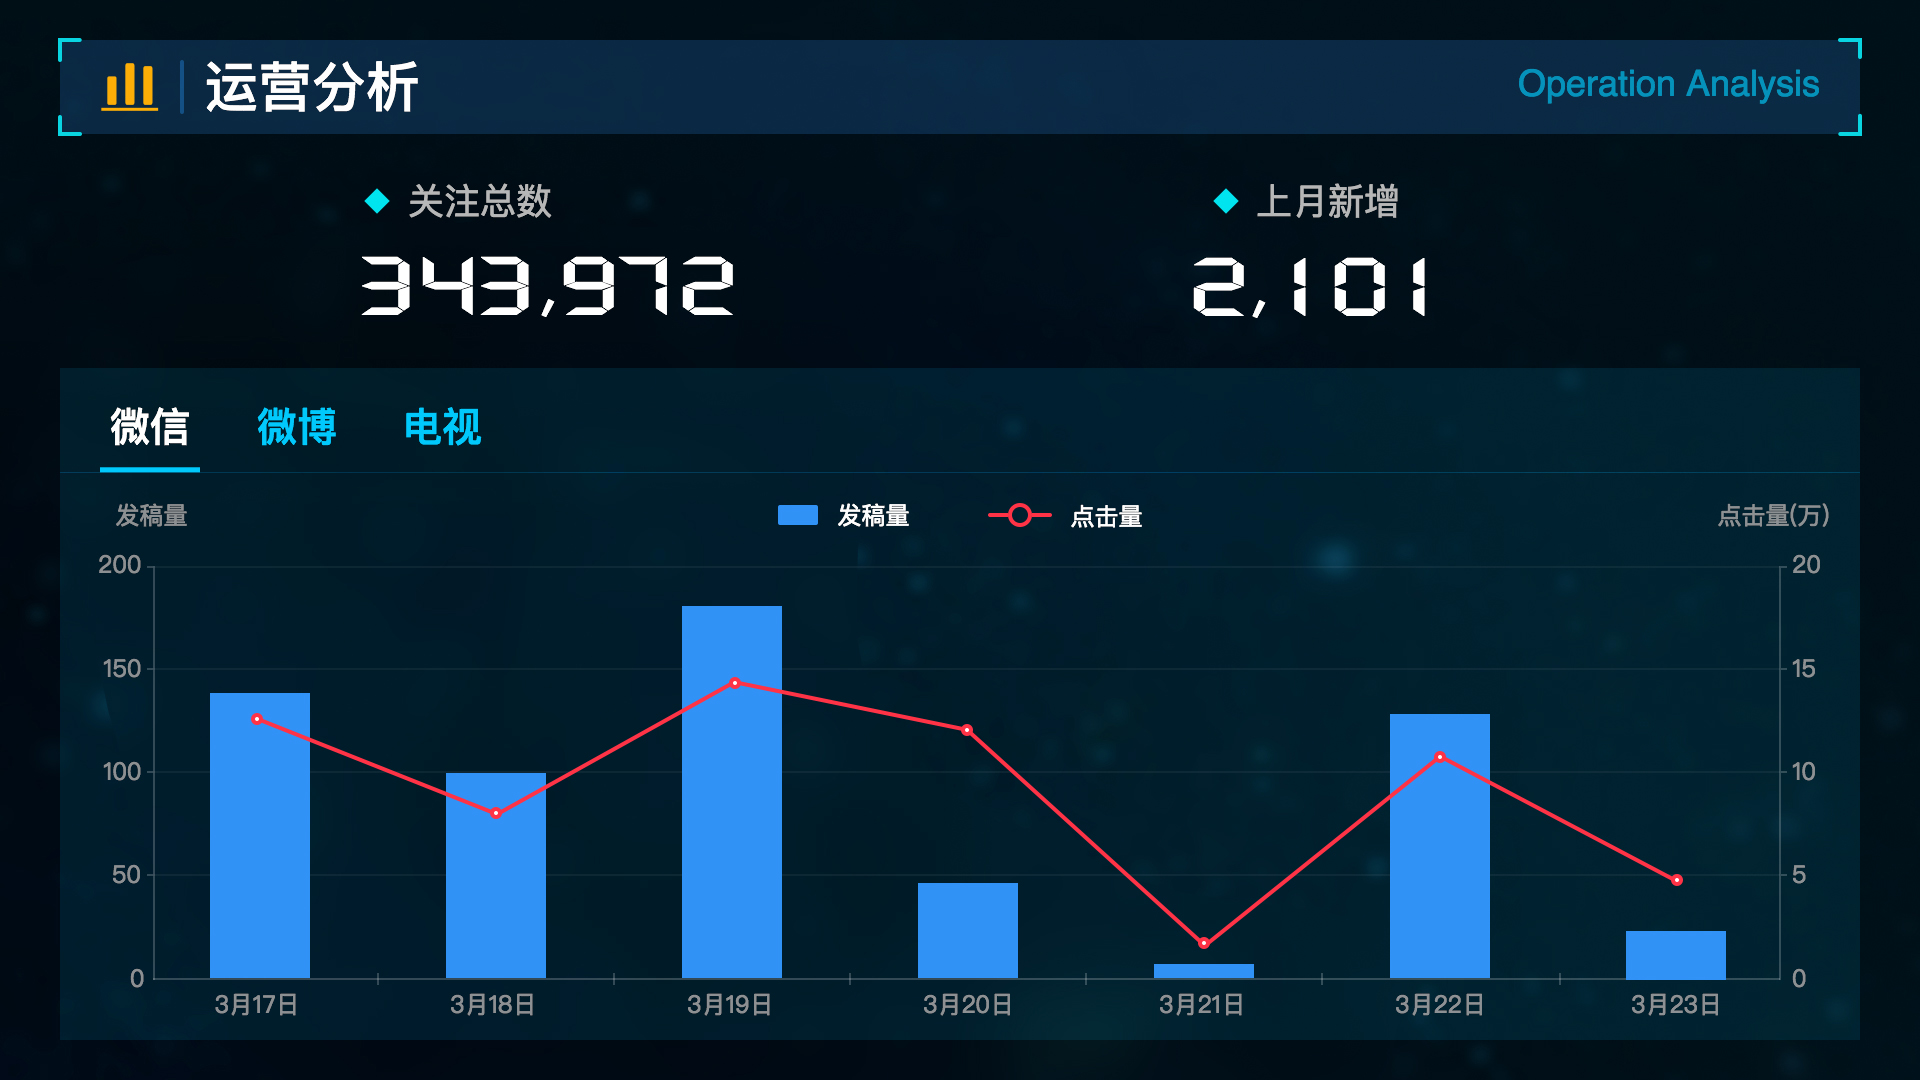 运营分析
Operation Analysis
关注总数
上月新增
343,972
2,101
微信 微博 电视
发稿量
发稿量 点击量
点击量(万)
200
150
100
50
0
20
15
10
5
0
3月17日 3月18日 3月19日 3月20日 3月21日 3月22日 3月23日